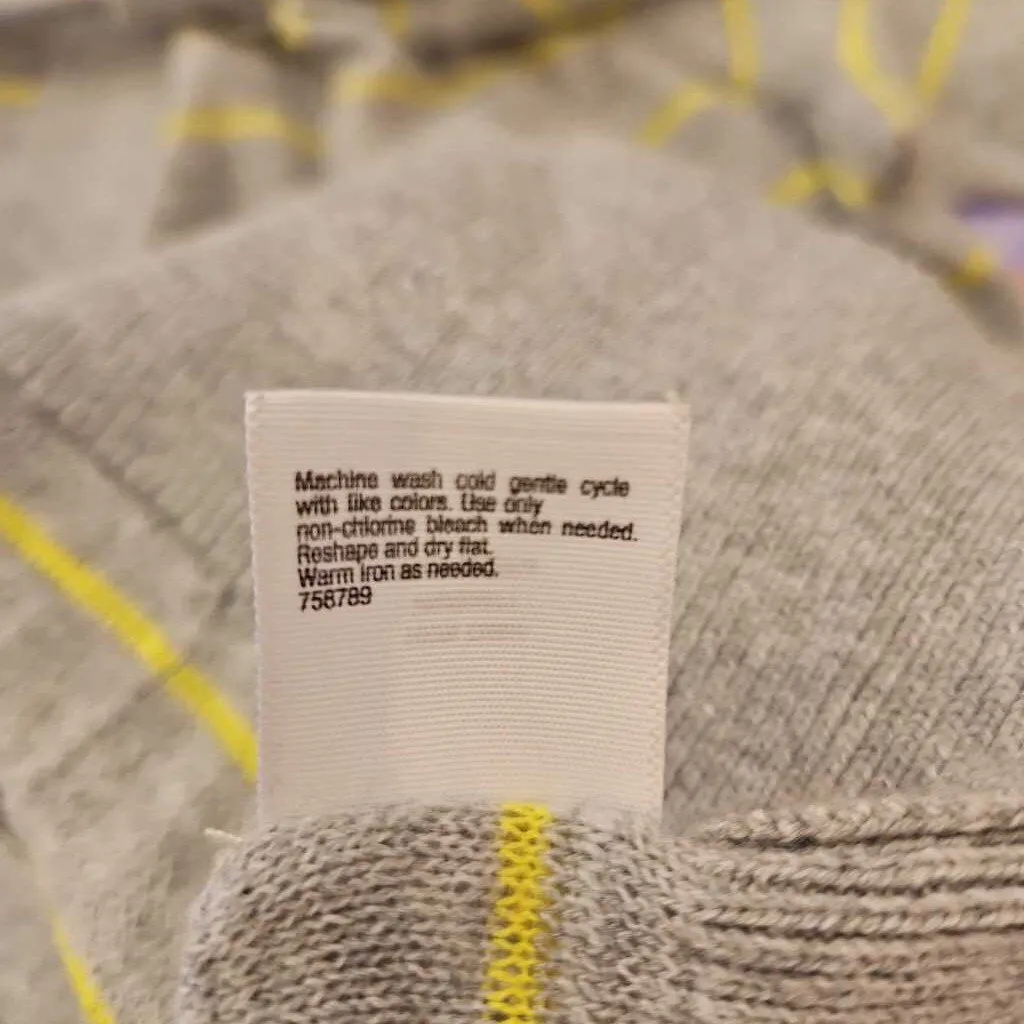 Machine wash cold gentle cycle
with like colors. Use only
non-chlorine bleach when needed.
Reshape and dry flat.
Warm iron as needed.
758789